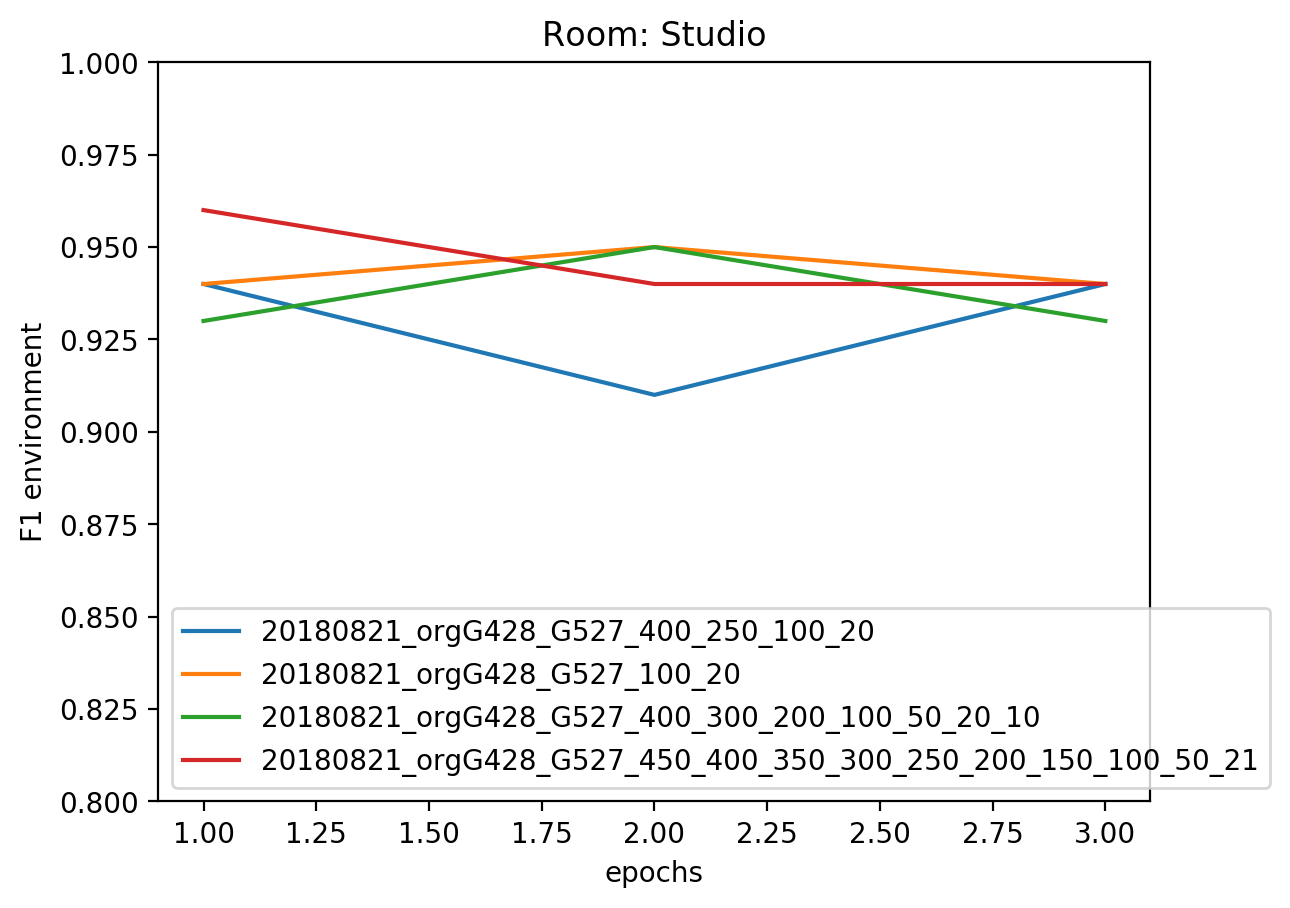 Room: Studio
1.000
0.975
0.950
0.925
0.900
0.875
0.850
0.825
0.800
F1 environment
20180821_orgG428_G527_400_250_100_20
20180821_orgG428_G527_100_20
20180821_orgG428_G527_400_300_200_100_50_20_10
20180821_orgG428_G527_450_400_350_300_250_200_150_100_50_21
1.00 1.25 1.50 1.75 2.00 2.25 2.50 2.75 3.00
epochs